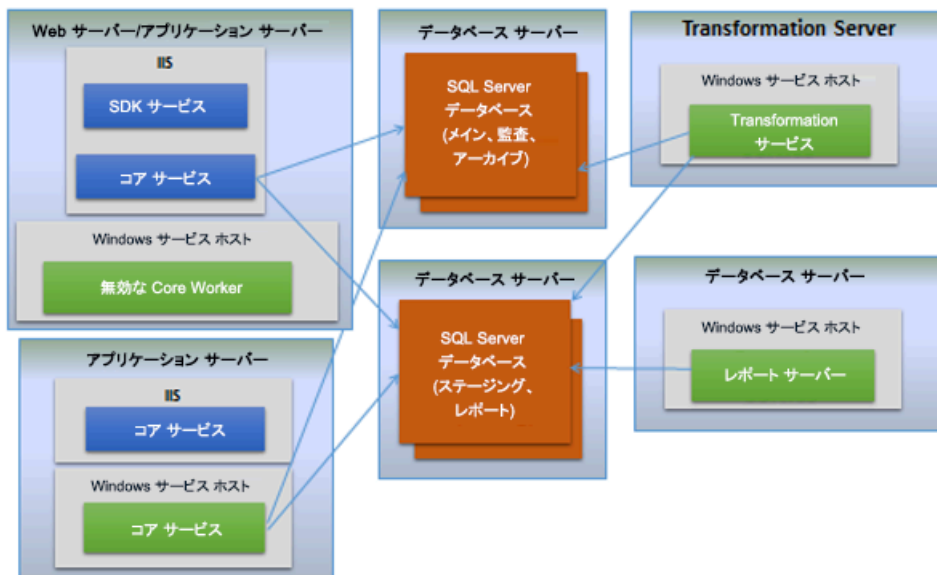 Web サーバー/アプリケーション サーバー
IIS
SDK サービス
コア サービス
Windows サービス ホスト
無効な Core Worker
アプリケーション サーバー
IIS
コア サービス
Windows サービス ホスト
コア サービス
データベース サーバー
SQL Server
データベース
(メイン、監査、
アーカイブ)
データベース サーバー
SQL Server
データベース
(ステージング、
レポート)
Transformation Server
Windows サービス ホスト
Transformation
サービス
データベース サーバー
Windows サービス ホスト
レポート サーバー